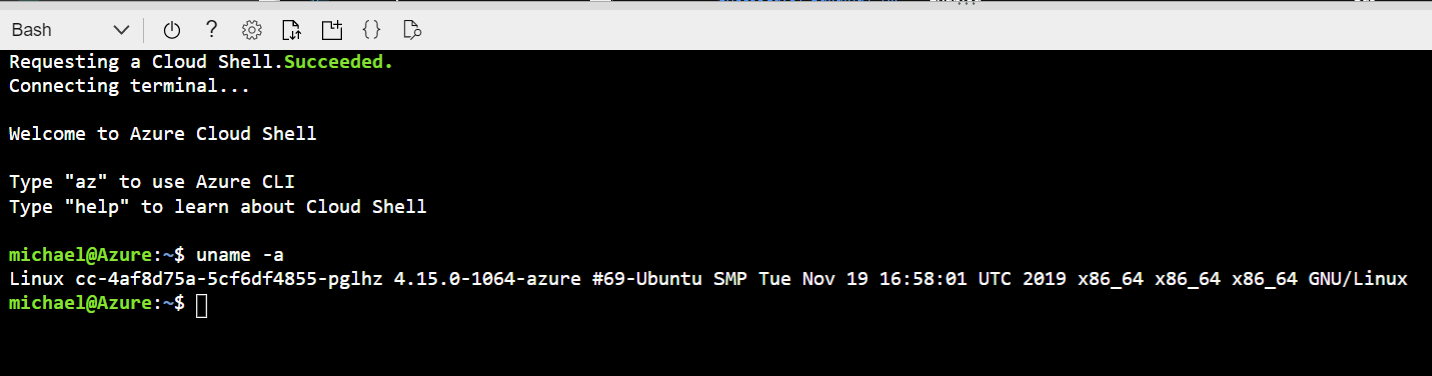 Bash
?
{}
Requesting a Cloud Shell.Succeeded.
Connecting terminal...
Welcome to Azure Cloud Shell
Type "az" to use Azure CLI
Type "help" to learn about Cloud Shell
michael@Azure:~$ uname -a
Linux cc-4af8d75a-5cf6df4855-pglhz 4.15.0-1064-azure #69-Ubuntu SMP Tue Nov 19 16:58:01 UTC 2019 x86_64 x86_64 x86_64 GNU/Linux
michael@Azure:~$